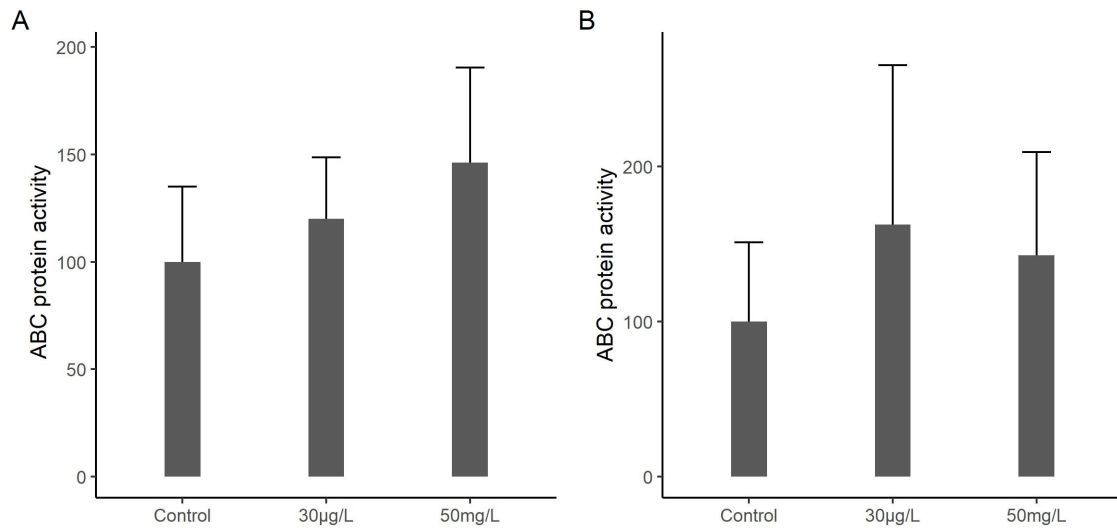 A
ABC protein activity
200
150
100
50
0
Control 30µg/L 50mg/L
B
ABC protein activity
200
100
0
Control 30µg/L 50mg/L